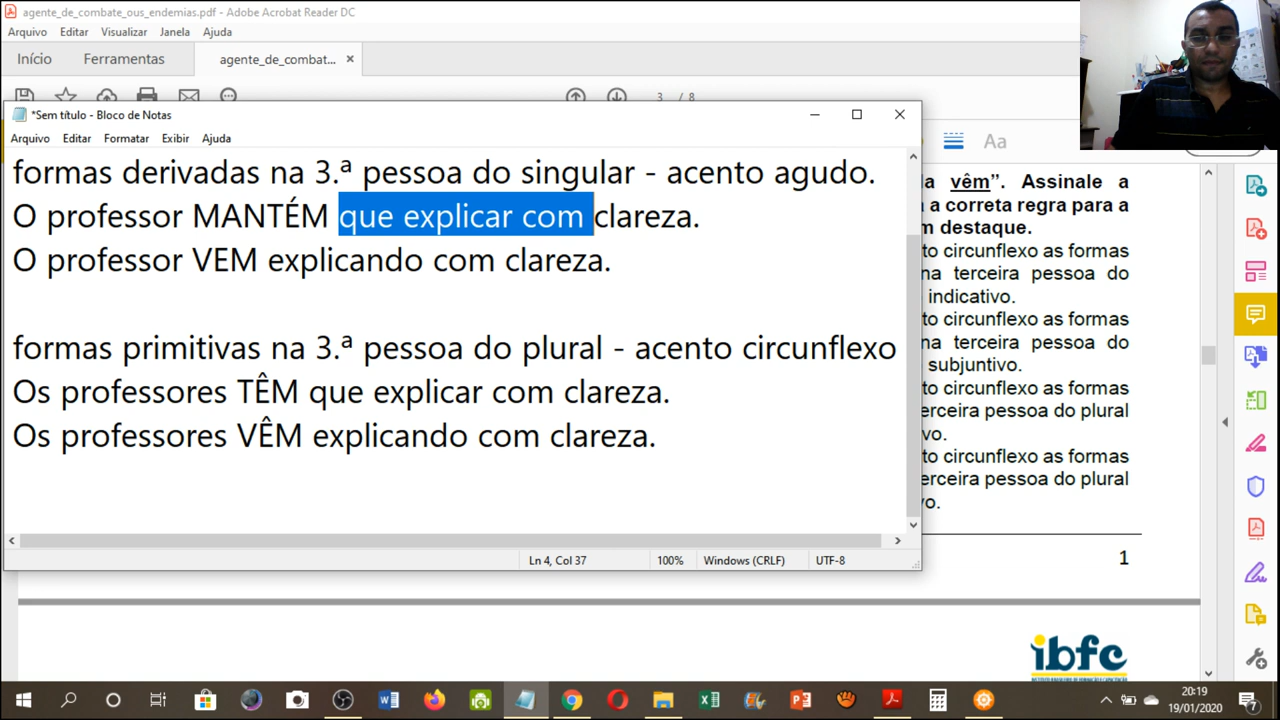 agente_de_combate_ous_endemias.pdf - Adobe Acrobat Reader DC
Arquivo Editar Visualizar Janela Ajuda
Início Ferramentas agente_de_combat... ×
3 / 8
*Sem título - Bloco de Notas
Arquivo Editar Formatar Exibir Ajuda
Aa
formas derivadas na 3.ª pessoa do singular - acento agudo.
O professor MANTÉM que explicar com clareza.
O professor VEM explicando com clareza.
formas primitivas na 3.ª pessoa do plural - acento circunflexo
Os professores TÊM que explicar com clareza.
Os professores VÊM explicando com clareza.
Ln 4, Col 37 100% Windows (CRLF) UTF-8
a vêm”. Assinale a
a correta regra para a
m destaque.
to circunflexo as formas
na terceira pessoa do
indicativo.
to circunflexo as formas
na terceira pessoa do
subjuntivo.
to circunflexo as formas
erceira pessoa do plural
vo.
to circunflexo as formas
erceira pessoa do plural
vo.
1
ibfc
20:19
19/01/2020
7